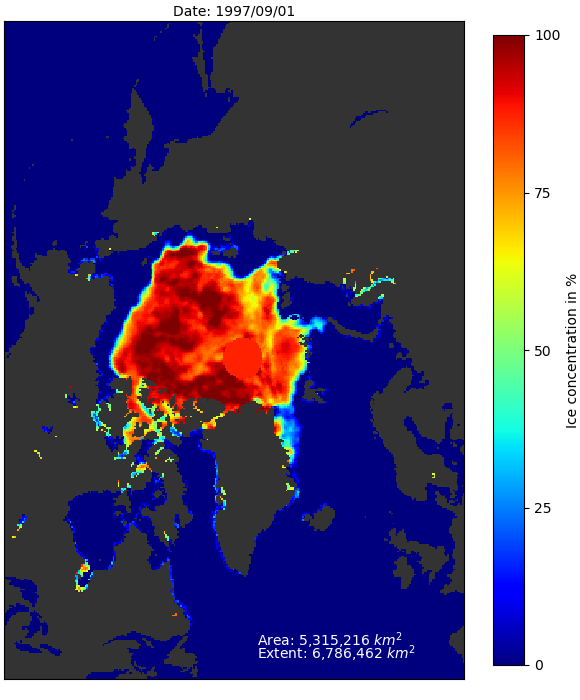 Date: 1997/09/01
100
75
50
25
0
Ice concentration in %
Area: 5,315,216 km²
Extent: 6,786,462 km²